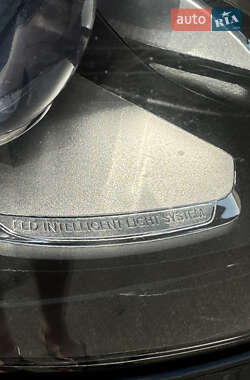 auto RIA
LED INTELLIGENT LIGHT SYSTEM